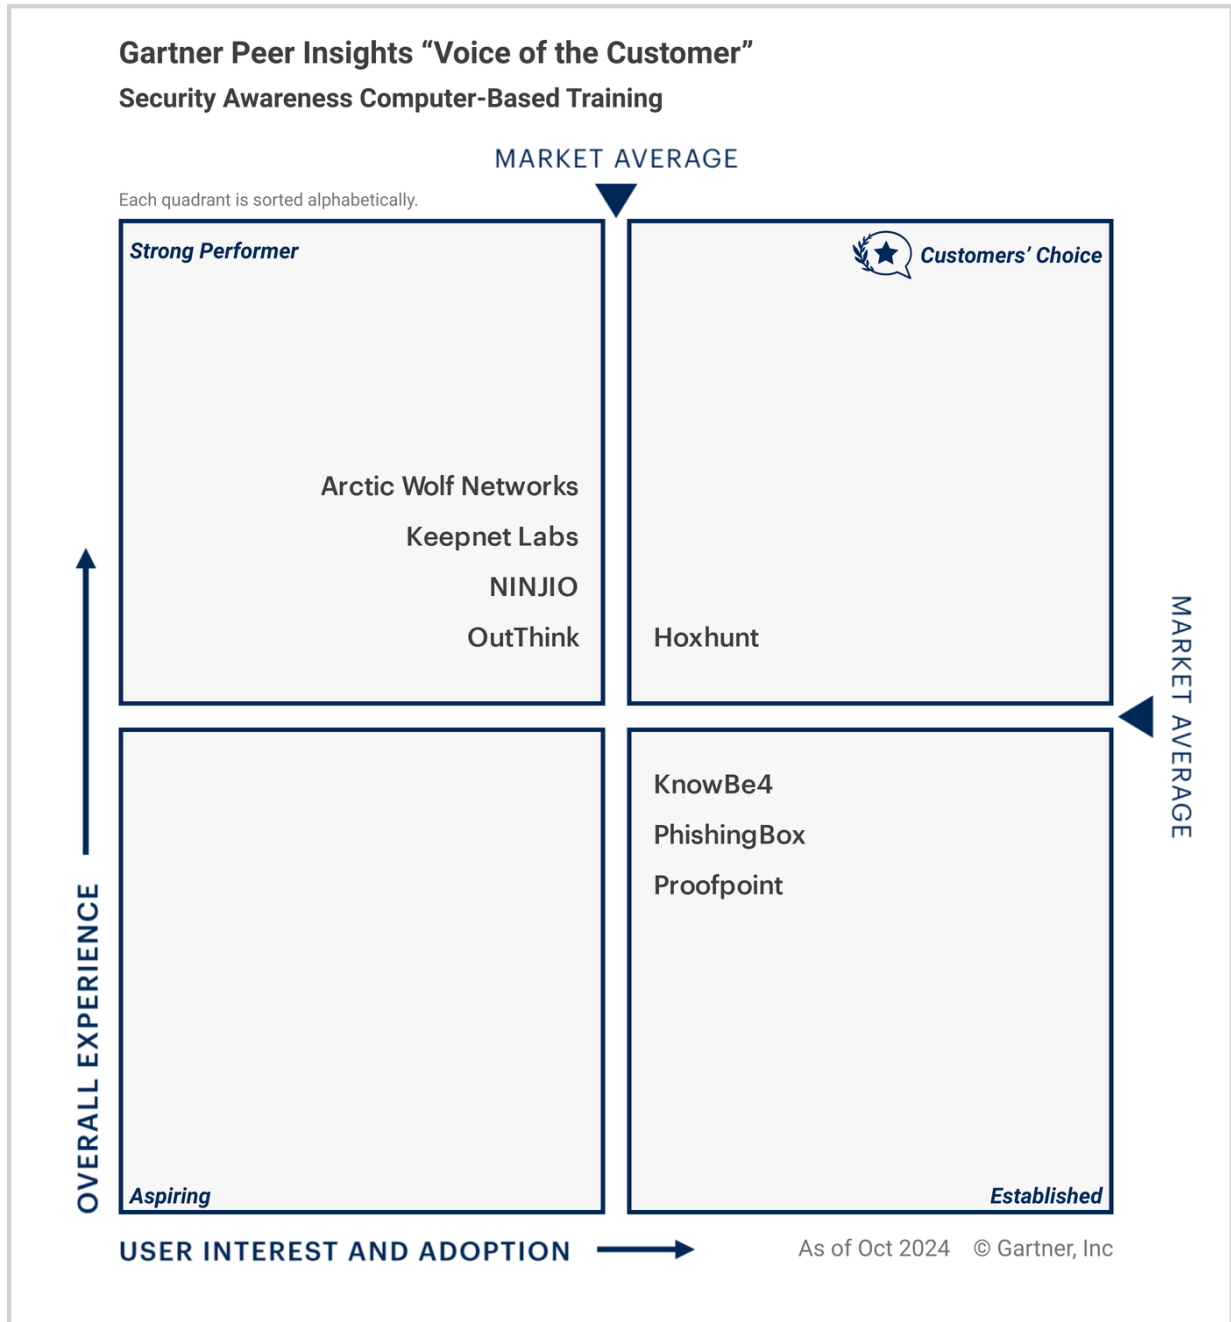 Gartner Peer Insights “Voice of the Customer”
Security Awareness Computer-Based Training
MARKET AVERAGE
Each quadrant is sorted alphabetically.
Strong Performer
Customers’ Choice
Arctic Wolf Networks
Keepnet Labs
NINJIO
OutThink
Hoxhunt
MARKET AVERAGE
KnowBe4
PhishingBox
Proofpoint
OVERALL EXPERIENCE
Aspiring
Established
USER INTEREST AND ADOPTION
As of Oct 2024 © Gartner, Inc